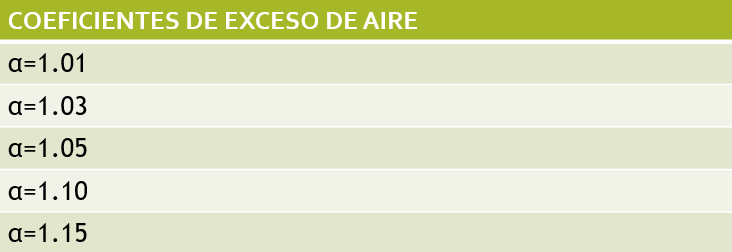 COEFICIENTES DE EXCESO DE AIRE
α=1.01
α=1.03
α=1.05
α=1.10
α=1.15